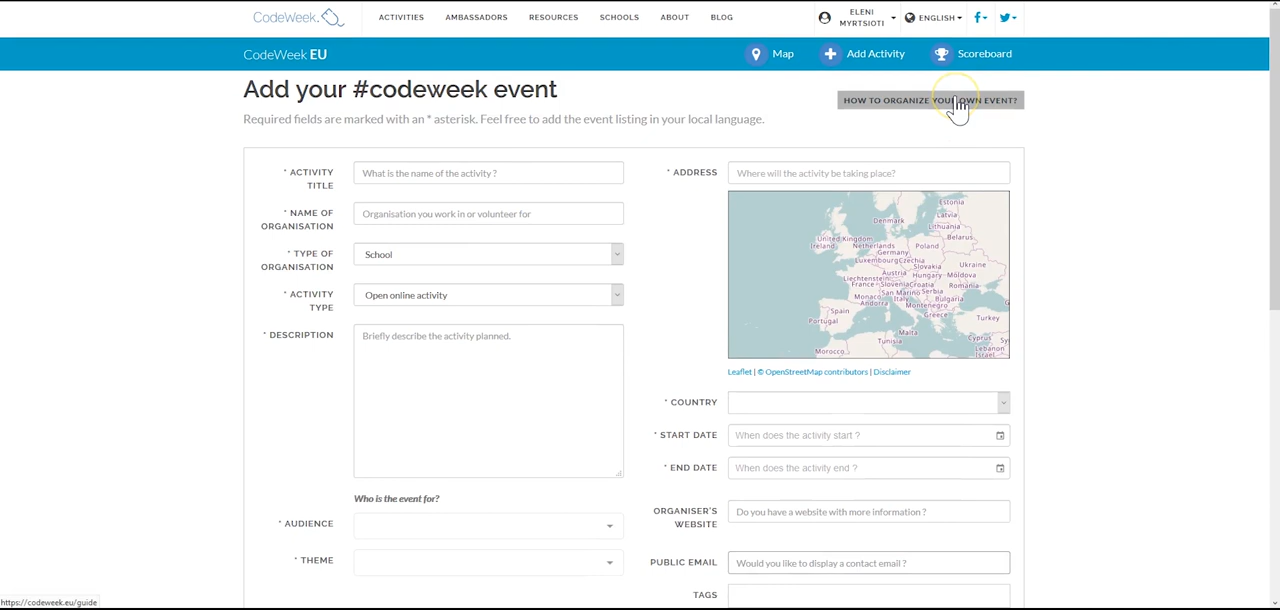 CodeWeek.
ACTIVITIES
AMBASSADORS
RESOURCES
SCHOOLS
ABOUT
BLOG
ELENI
MYRTSIOTI
ENGLISH
CodeWeek EU
Map
Add Activity
Scoreboard
Add your #codeweek event
HOW TO ORGANIZE YOUR OWN EVENT?
Required fields are marked with an * asterisk. Feel free to add the event listing in your local language.
* ACTIVITY
TITLE
What is the name of the activity ?
* NAME OF
ORGANISATION
Organisation you work in or volunteer for
* TYPE OF
ORGANISATION
School
* ACTIVITY
TYPE
Open online activity
* DESCRIPTION
Briefly describe the activity planned.
Who is the event for?
* AUDIENCE
* THEME
* ADDRESS
Where will the activity be taking place?
Estonia
Latvia
Denmark
Lithuania
United Kingdom
Belarus
Ireland
Netherlands
Poland
Germany
Luxembourg
Czechia
Ukraine
Slovakia
Liechtenstein
Austria
Hungary
Moldova
France
Slovenia
Croatia
Romania
San Marino
Serbia
Monaco
Italy
Bulgaria
Andorra
Montenegro
Spain
Greece
Portugal
Turkey
Malta
Cyprus
Tunisia
Lebanon
Morocco
Israel
Leaflet | © OpenStreetMap contributors | Disclaimer
* COUNTRY
* START DATE
When does the activity start ?
* END DATE
When does the activity end ?
ORGANISER'S
WEBSITE
Do you have a website with more information ?
PUBLIC EMAIL
Would you like to display a contact email ?
TAGS
https://codeweek.eu/guide